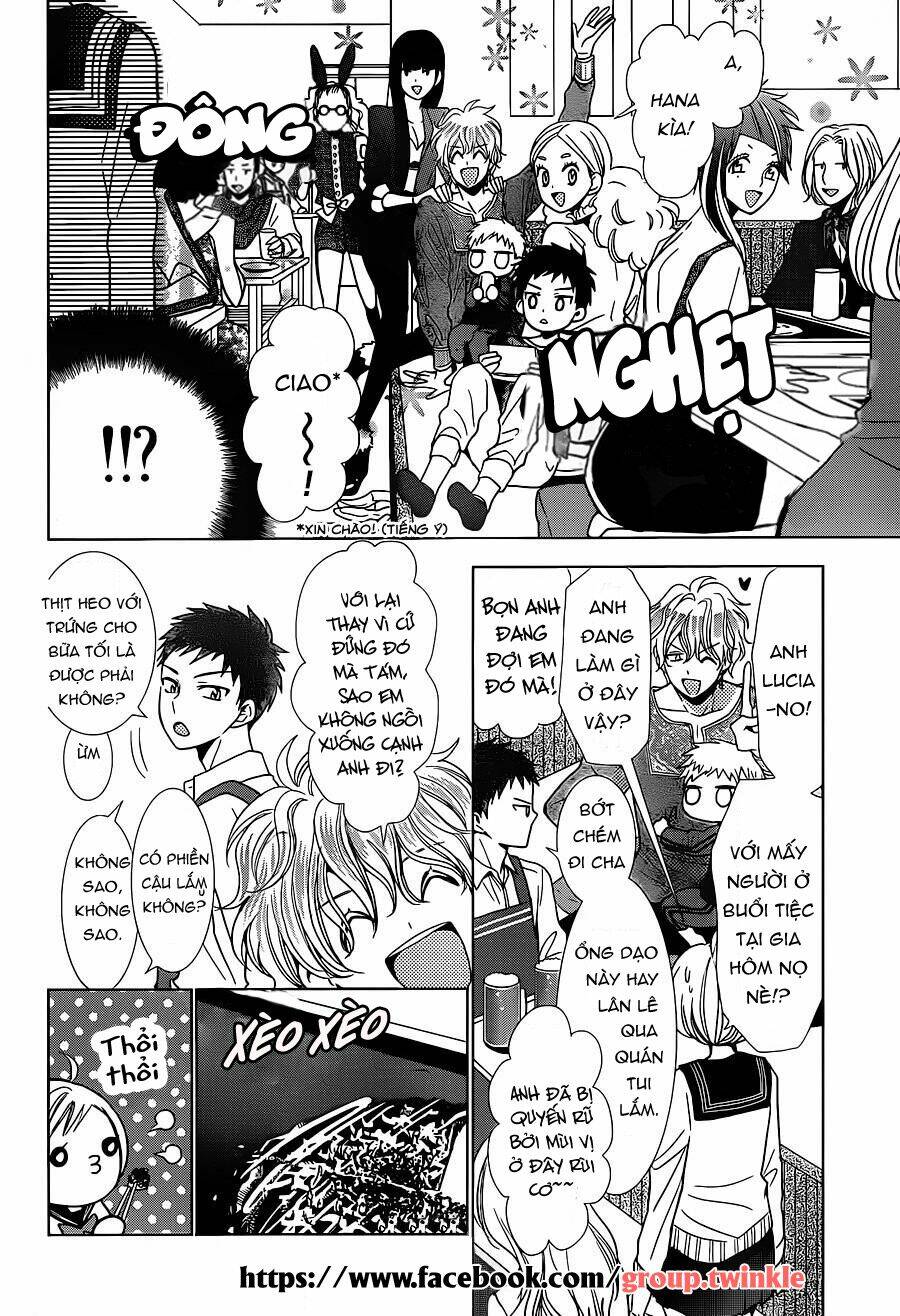 A,
HANA
KÌA!
ĐÔNG
NGHẸT
CIAO*
~!
!!?
*XIN CHÀO! (TIẾNG Ý)
ANH
LUCIA
-NO!
ANH
ĐANG
LÀM GÌ
Ở ĐÂY
VẬY?
BỌN ANH
ĐANG
ĐỢI EM
ĐÓ MÀ!
VỚI MẤY
NGƯỜI Ở
BUỔI TIỆC
TẠI GIA
HÔM NỌ
NÈ!?
BỚT
CHÉM
ĐI CHA
ỔNG DẠO
NÀY HAY
LÂN LÊ
QUA
QUÁN
TUI
LẮM.
ANH ĐÃ BỊ
QUYẾN RŨ
BỞI MÙI VỊ
Ở ĐÂY RÙI
CƠ~~
VỚI LẠI
THAY VÌ CỨ
ĐỨNG ĐÓ
MÀ TÁM,
SAO EM
KHÔNG NGỒI
XUỐNG CẠNH
ANH ĐI?
THỊT HEO VỚI
TRỨNG CHO
BỮA TỐI LÀ
ĐƯỢC PHẢI
KHÔNG?
ỪM
CÓ PHIỀN
CẬU LẮM
KHÔNG?
KHÔNG
SAO,
KHÔNG
SAO.
XÈO XÈO
Thổi
thổi
https://www.facebook.com/group.twinkle